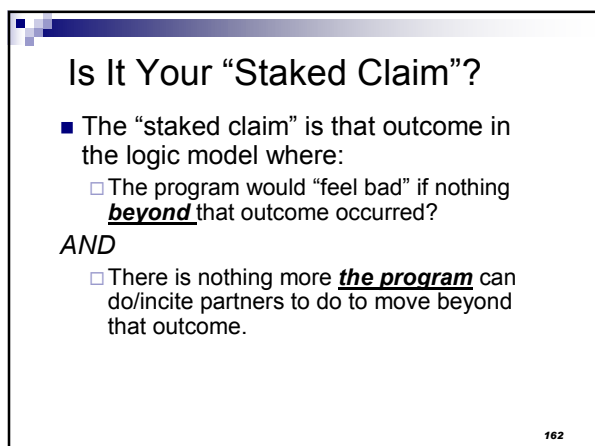 Is It Your “Staked Claim”?
■ The “staked claim” is that outcome in
the logic model where:
□ The program would “feel bad” if nothing
beyond that outcome occurred?
AND
□ There is nothing more the program can
do/incite partners to do to move beyond
that outcome.
162